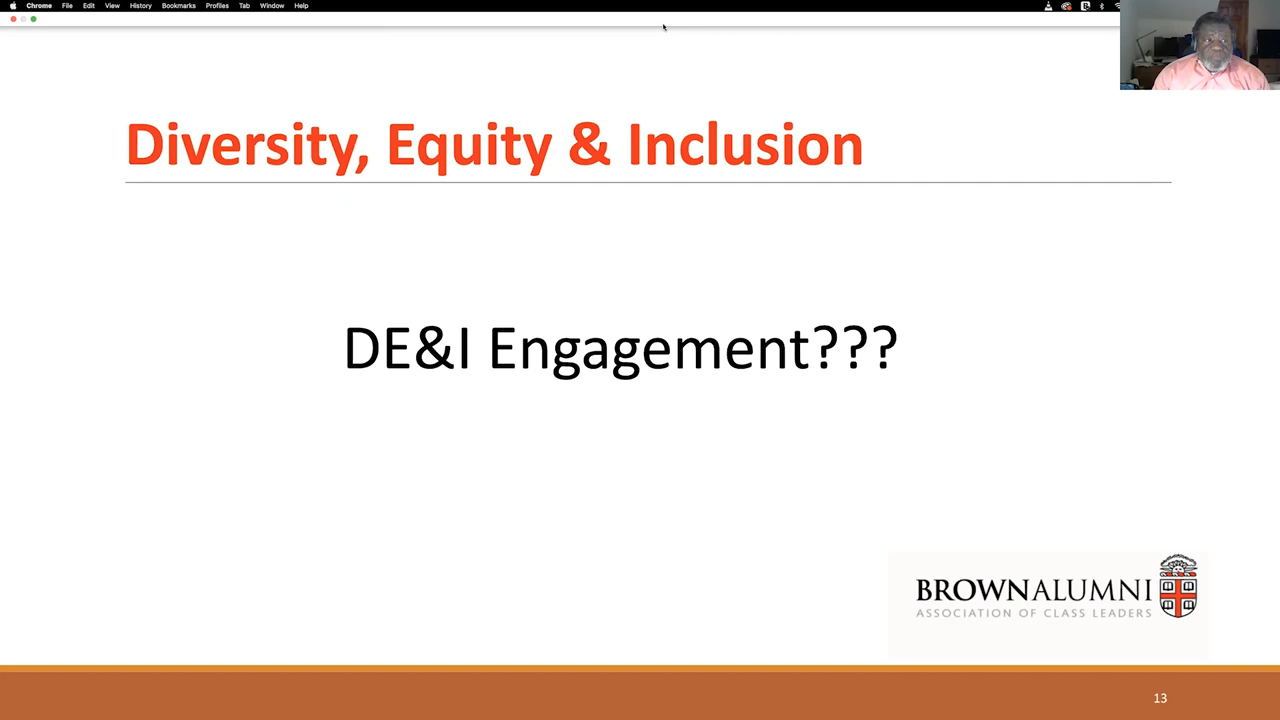 Chrome File Edit View History Bookmarks Profiles Tab Window Help
Diversity, Equity & Inclusion
DE&I Engagement???
BROWNALUMNI
ASSOCIATION OF CLASS LEADERS
13